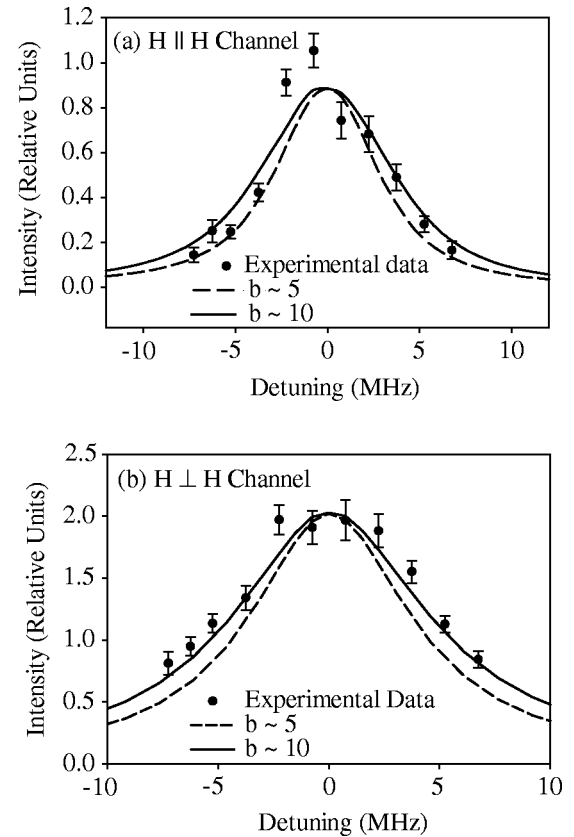 1.2
(a) H || H Channel
1.0
0.8
0.6
0.4
0.2
0.0
Intensity (Relative Units)
Experimental data
b ~ 5
b ~ 10
-10 -5 0 5 10
Detuning (MHz)
2.5
(b) H ⊥ H Channel
2.0
1.5
1.0
0.5
0.0
Intensity (Relative Units)
Experimental Data
b ~ 5
b ~ 10
-10 -5 0 5 10
Detuning (MHz)